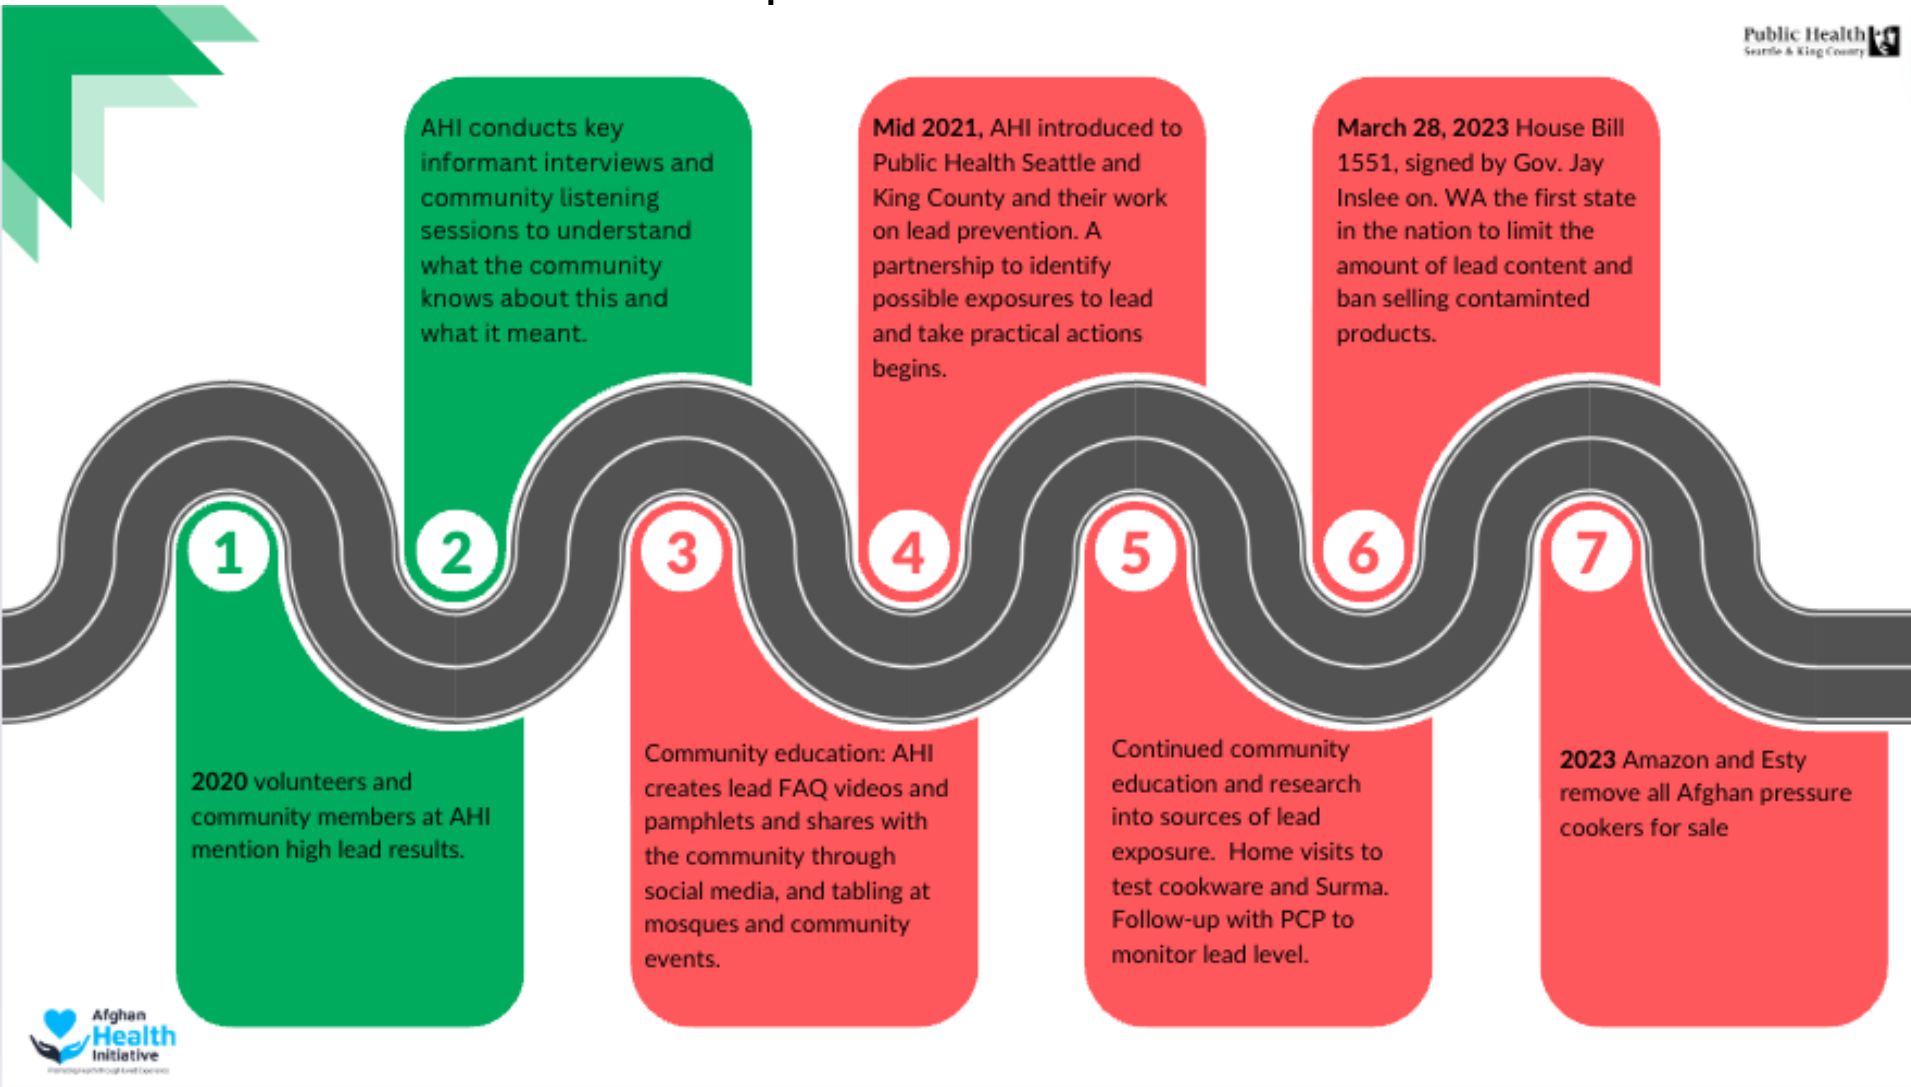 Public Health
Seattle & King County
AHI conducts key
informant interviews and
community listening
sessions to understand
what the community
knows about this and
what it meant.
Mid 2021, AHI introduced to
Public Health Seattle and
King County and their work
on lead prevention. A
partnership to identify
possible exposures to lead
and take practical actions
begins.
March 28, 2023 House Bill
1551, signed by Gov. Jay
Inslee on. WA the first state
in the nation to limit the
amount of lead content and
ban selling contaminted
products.
1
2
3
4
5
6
7
2020 volunteers and
community members at AHI
mention high lead results.
Community education: AHI
creates lead FAQ videos and
pamphlets and shares with
the community through
social media, and tabling at
mosques and community
events.
Continued community
education and research
into sources of lead
exposure.  Home visits to
test cookware and Surma.
Follow-up with PCP to
monitor lead level.
2023 Amazon and Esty
remove all Afghan pressure
cookers for sale
Afghan
Health
Initiative